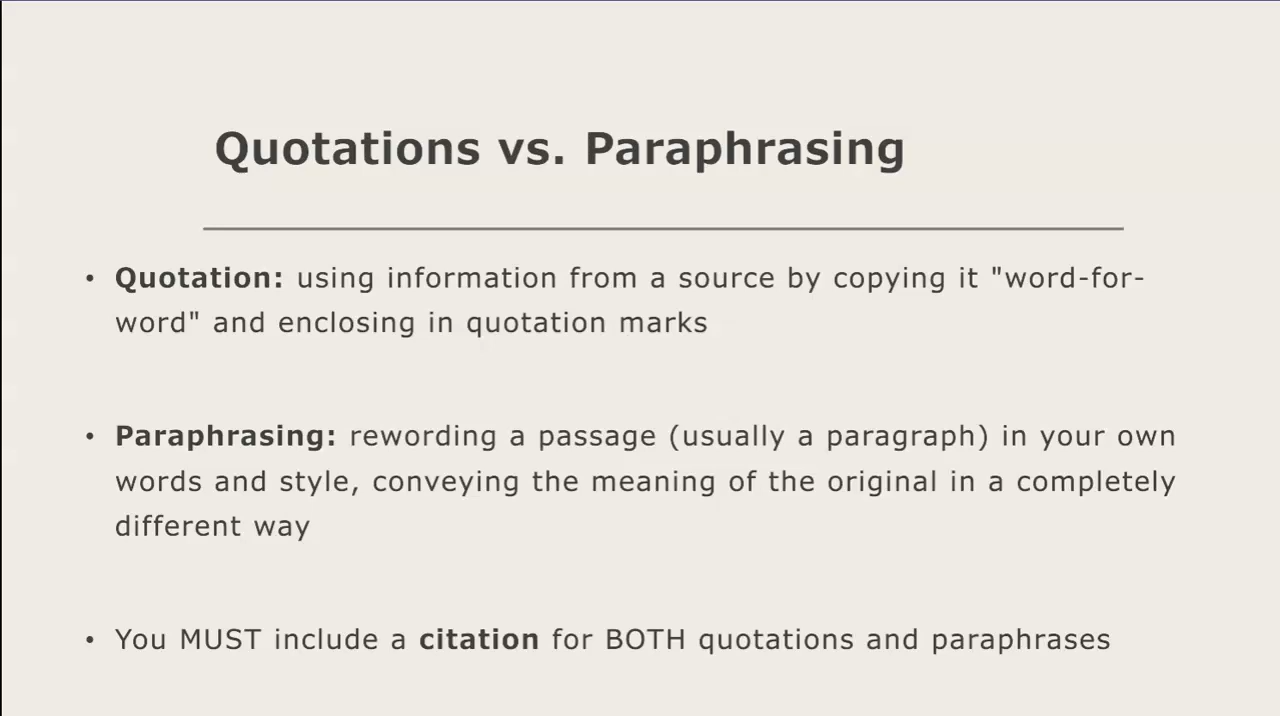 Quotations vs. Paraphrasing
• Quotation: using information from a source by copying it "word-for-
word" and enclosing in quotation marks
• Paraphrasing: rewording a passage (usually a paragraph) in your own
words and style, conveying the meaning of the original in a completely
different way
• You MUST include a citation for BOTH quotations and paraphrases